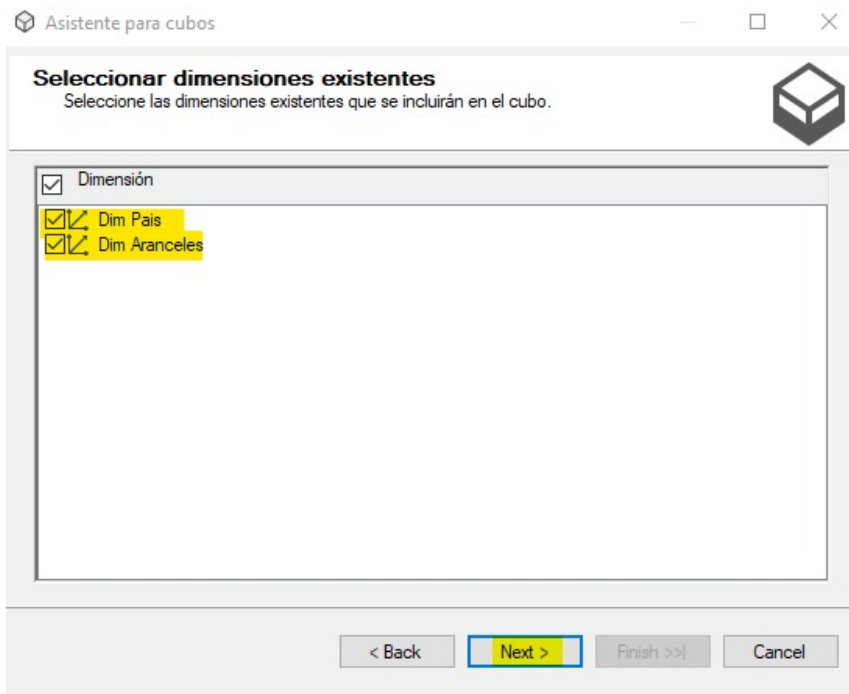 Asistente para cubos
Seleccionar dimensiones existentes
Seleccione las dimensiones existentes que se incluirán en el cubo.
Dimensión
Dim Pais
Dim Aranceles
< Back Next > Finish >>| Cancel